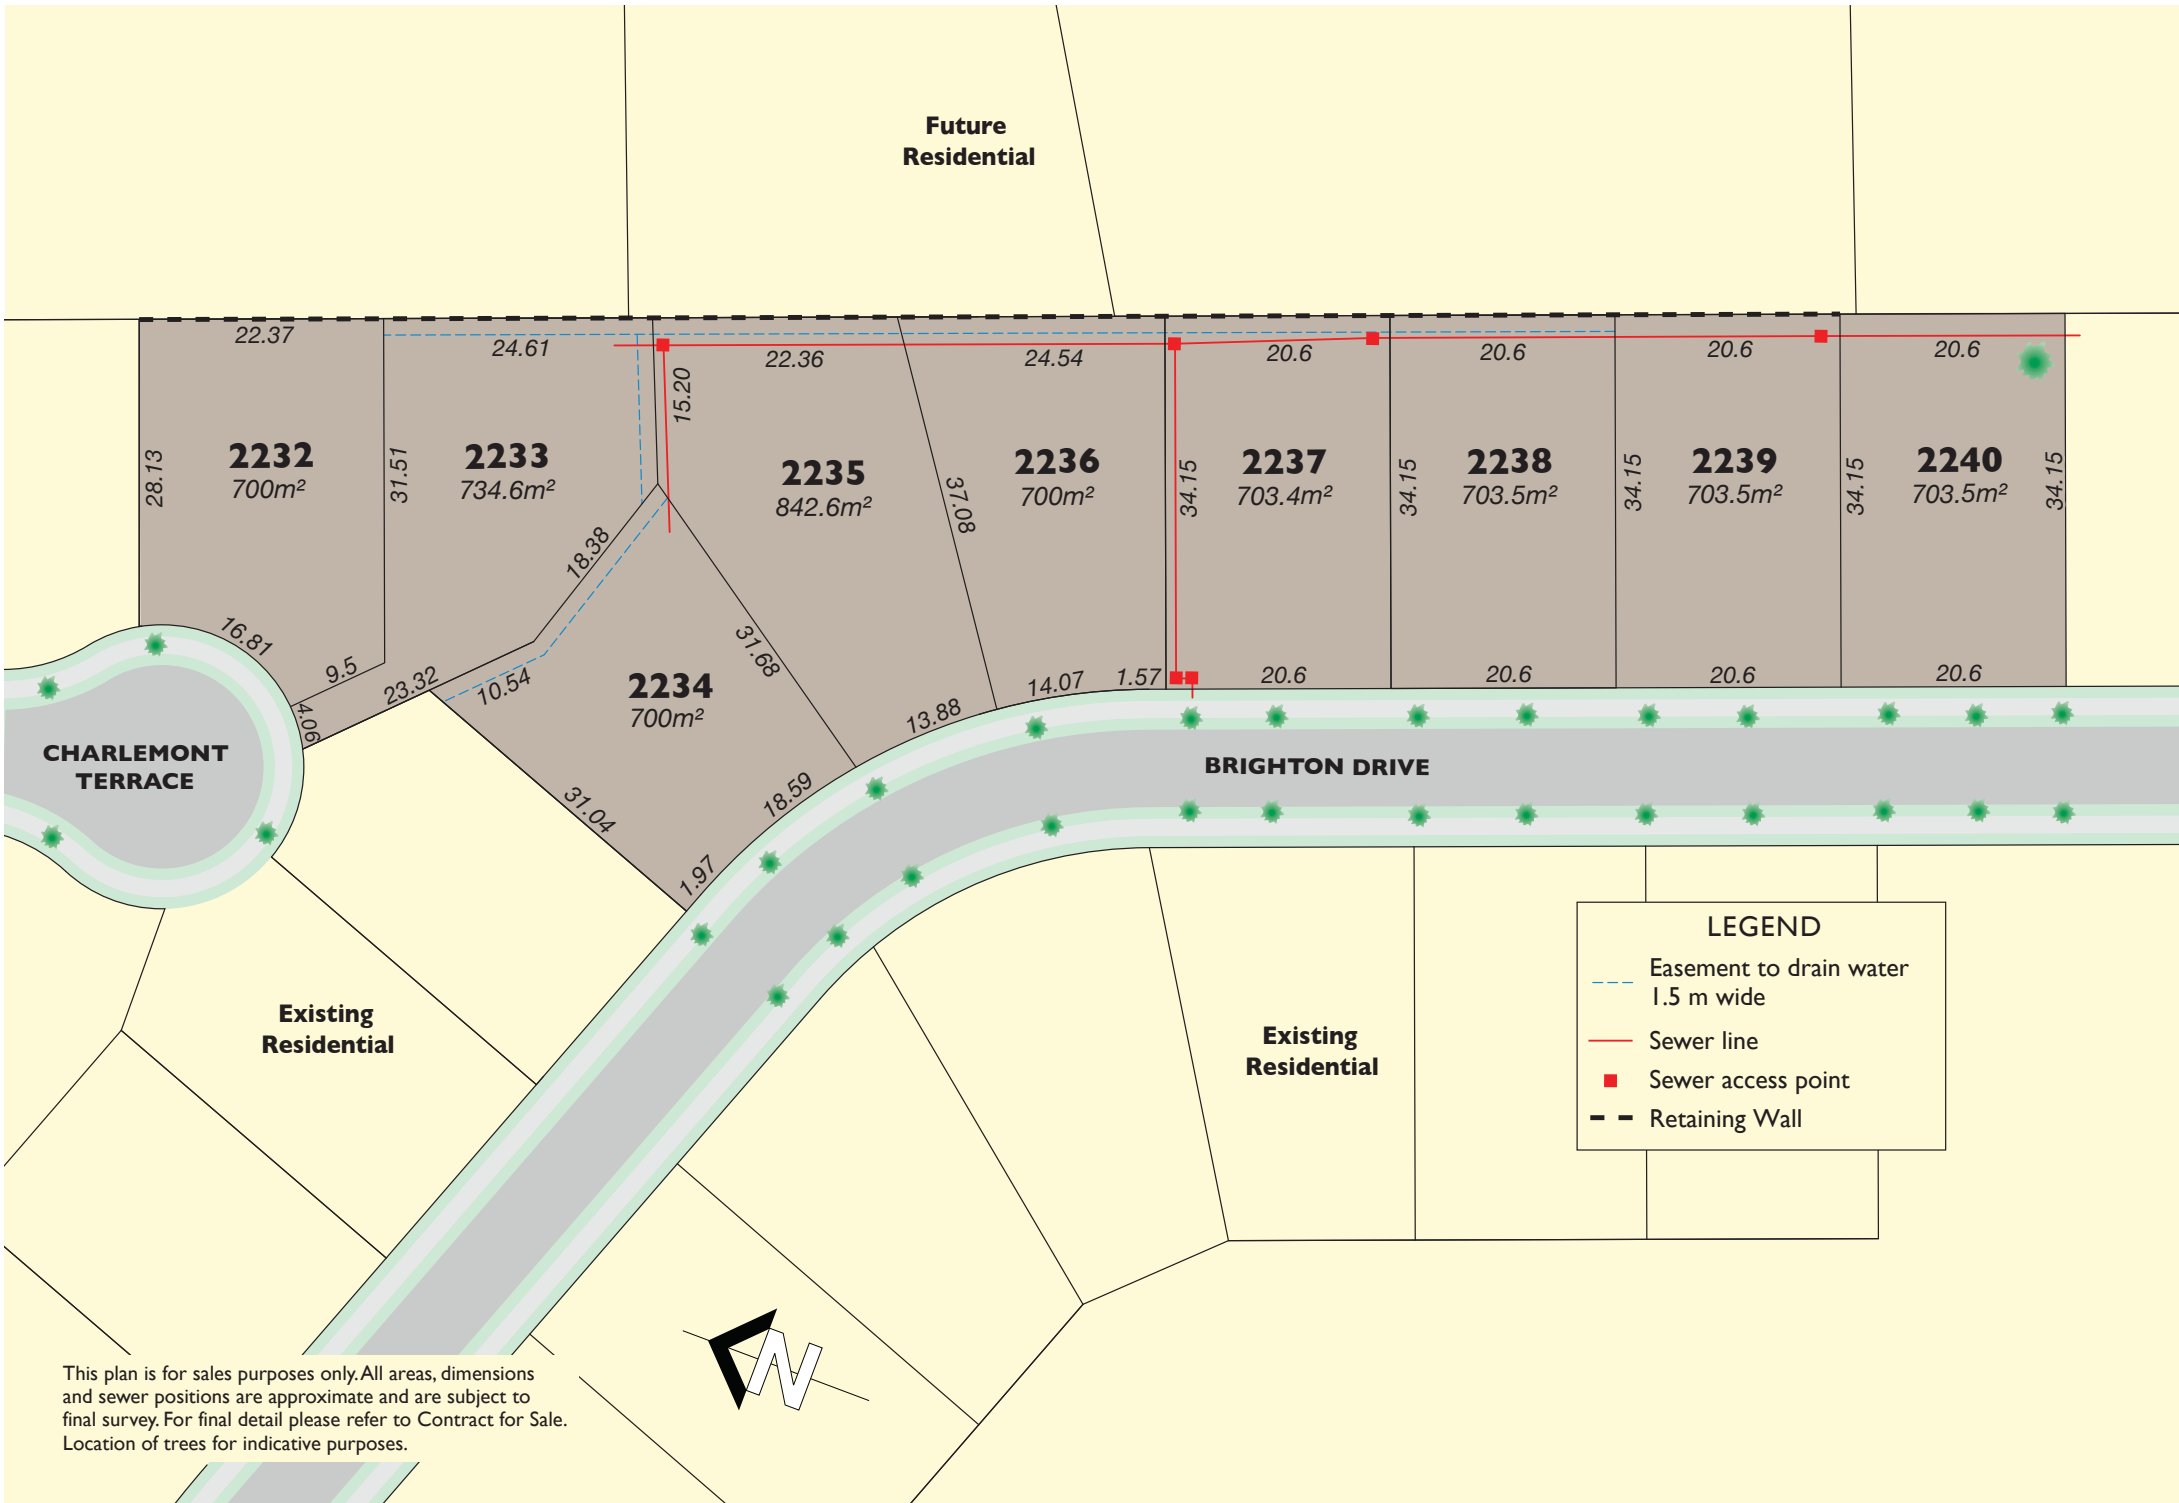 Future
Residential
22.37
24.61
22.36
24.54
20.6
20.6
20.6
20.6
15.20
28.13
2232
700m²
31.51
2233
734.6m²
2235
842.6m²
37.08
2236
700m²
34.15
2237
703.4m²
34.15
2238
703.5m²
34.15
2239
703.5m²
34.15
2240
703.5m²
34.15
18.38
16.81
9.5
23.32
4.06
10.54
31.68
2234
700m²
13.88
14.07
1.57
20.6
20.6
20.6
20.6
CHARLEMONT
TERRACE
BRIGHTON DRIVE
31.04
18.59
1.97
Existing
Residential
Existing
Residential
LEGEND
Easement to drain water
1.5 m wide
Sewer line
Sewer access point
Retaining Wall
N
This plan is for sales purposes only. All areas, dimensions
and sewer positions are approximate and are subject to
final survey. For final detail please refer to Contract for Sale.
Location of trees for indicative purposes.